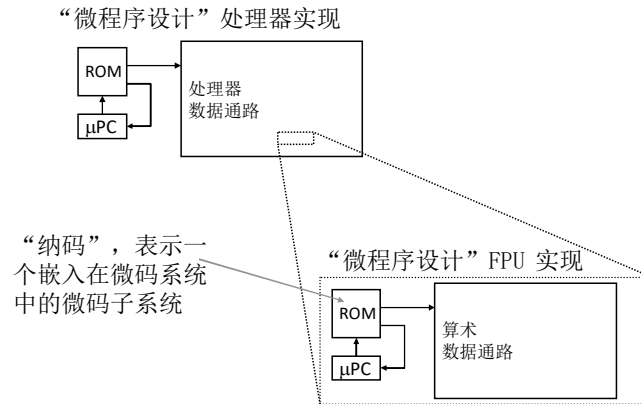 “微程序设计”处理器实现
ROM
μPC
处理器
数据通路
“纳码”，表示一
个嵌入在微码系统
中的微码子系统
“微程序设计”FPU 实现
ROM
μPC
算术
数据通路